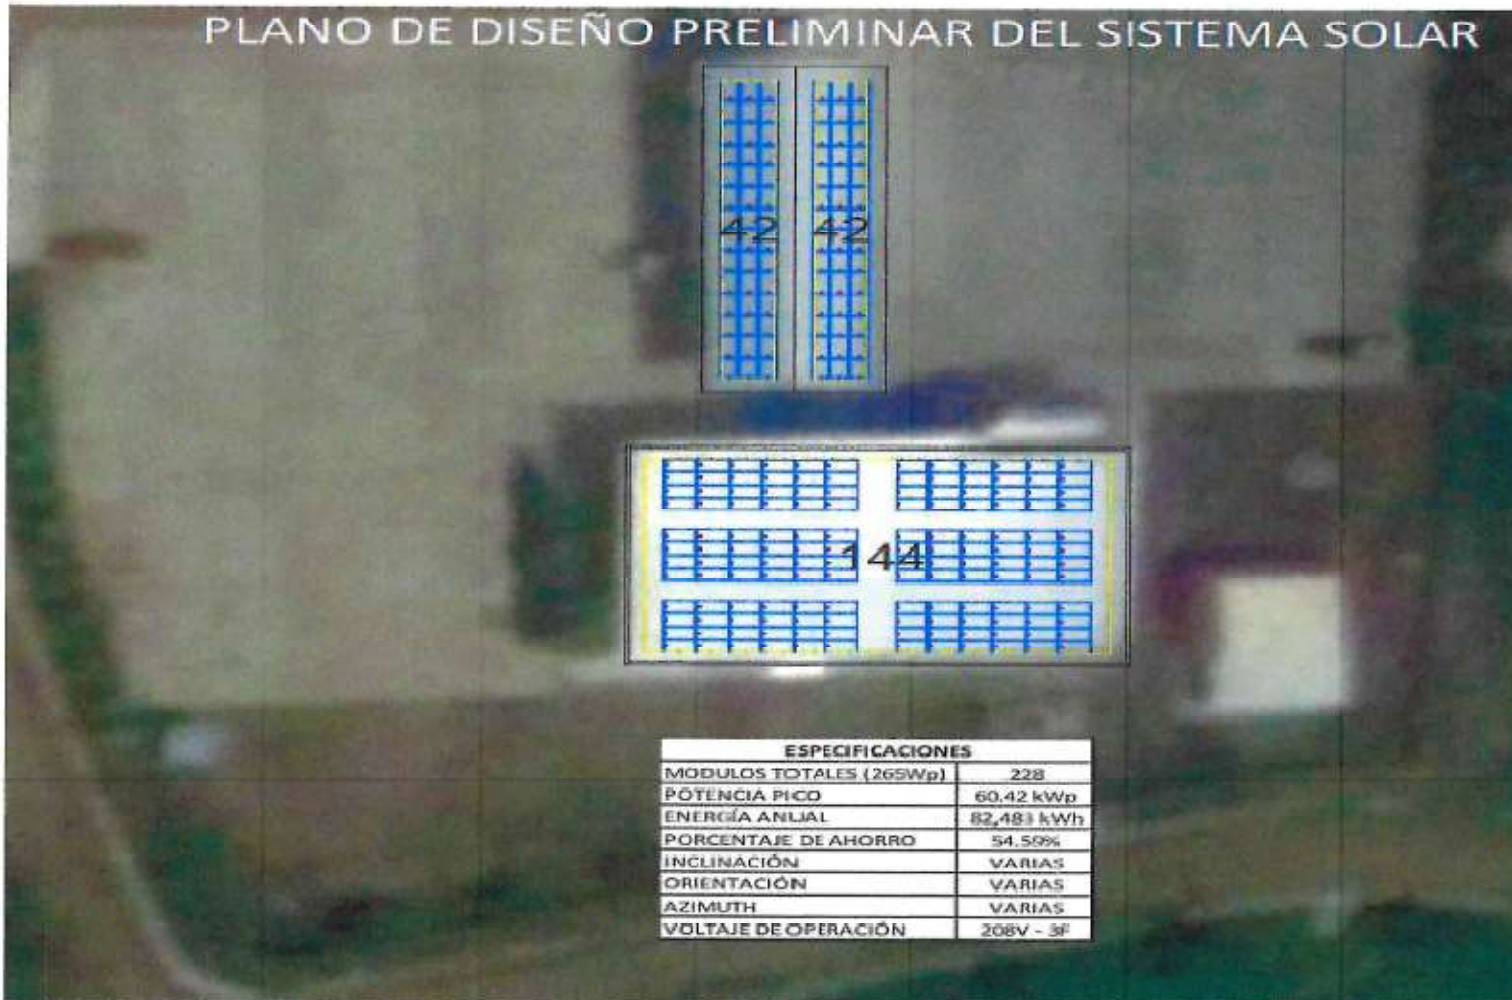 PLANO DE DISEÑO PRELIMINAR DEL SISTEMA SOLAR
42 42
144
ESPECIFICACIONES
MODULOS TOTALES (265Wp) 228
POTENCIA PICO 60.42 kWp
ENERGÍA ANUAL 82,483 kWh
PORCENTAJE DE AHORRO 54.59%
INCLINACIÓN VARIAS
ORIENTACIÓN VARIAS
AZIMUTH VARIAS
VOLTAJE DE OPERACIÓN 208V - 3F